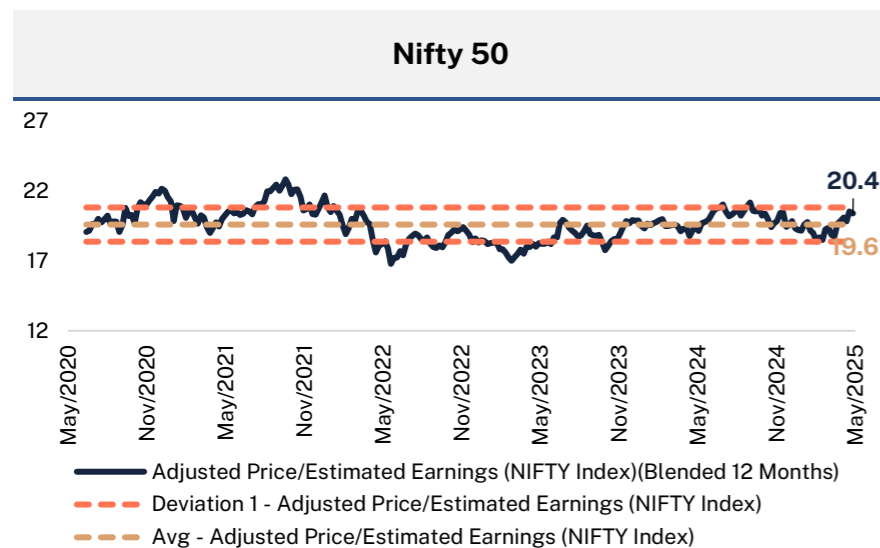 Nifty 50
27
22
17
12
20.4
19.6
May/2020
Nov/2020
May/2021
Nov/2021
May/2022
Nov/2022
May/2023
Nov/2023
May/2024
Nov/2024
May/2025
Adjusted Price/Estimated Earnings (NIFTY Index)(Blended 12 Months)
Deviation 1 - Adjusted Price/Estimated Earnings (NIFTY Index)
Avg - Adjusted Price/Estimated Earnings (NIFTY Index)